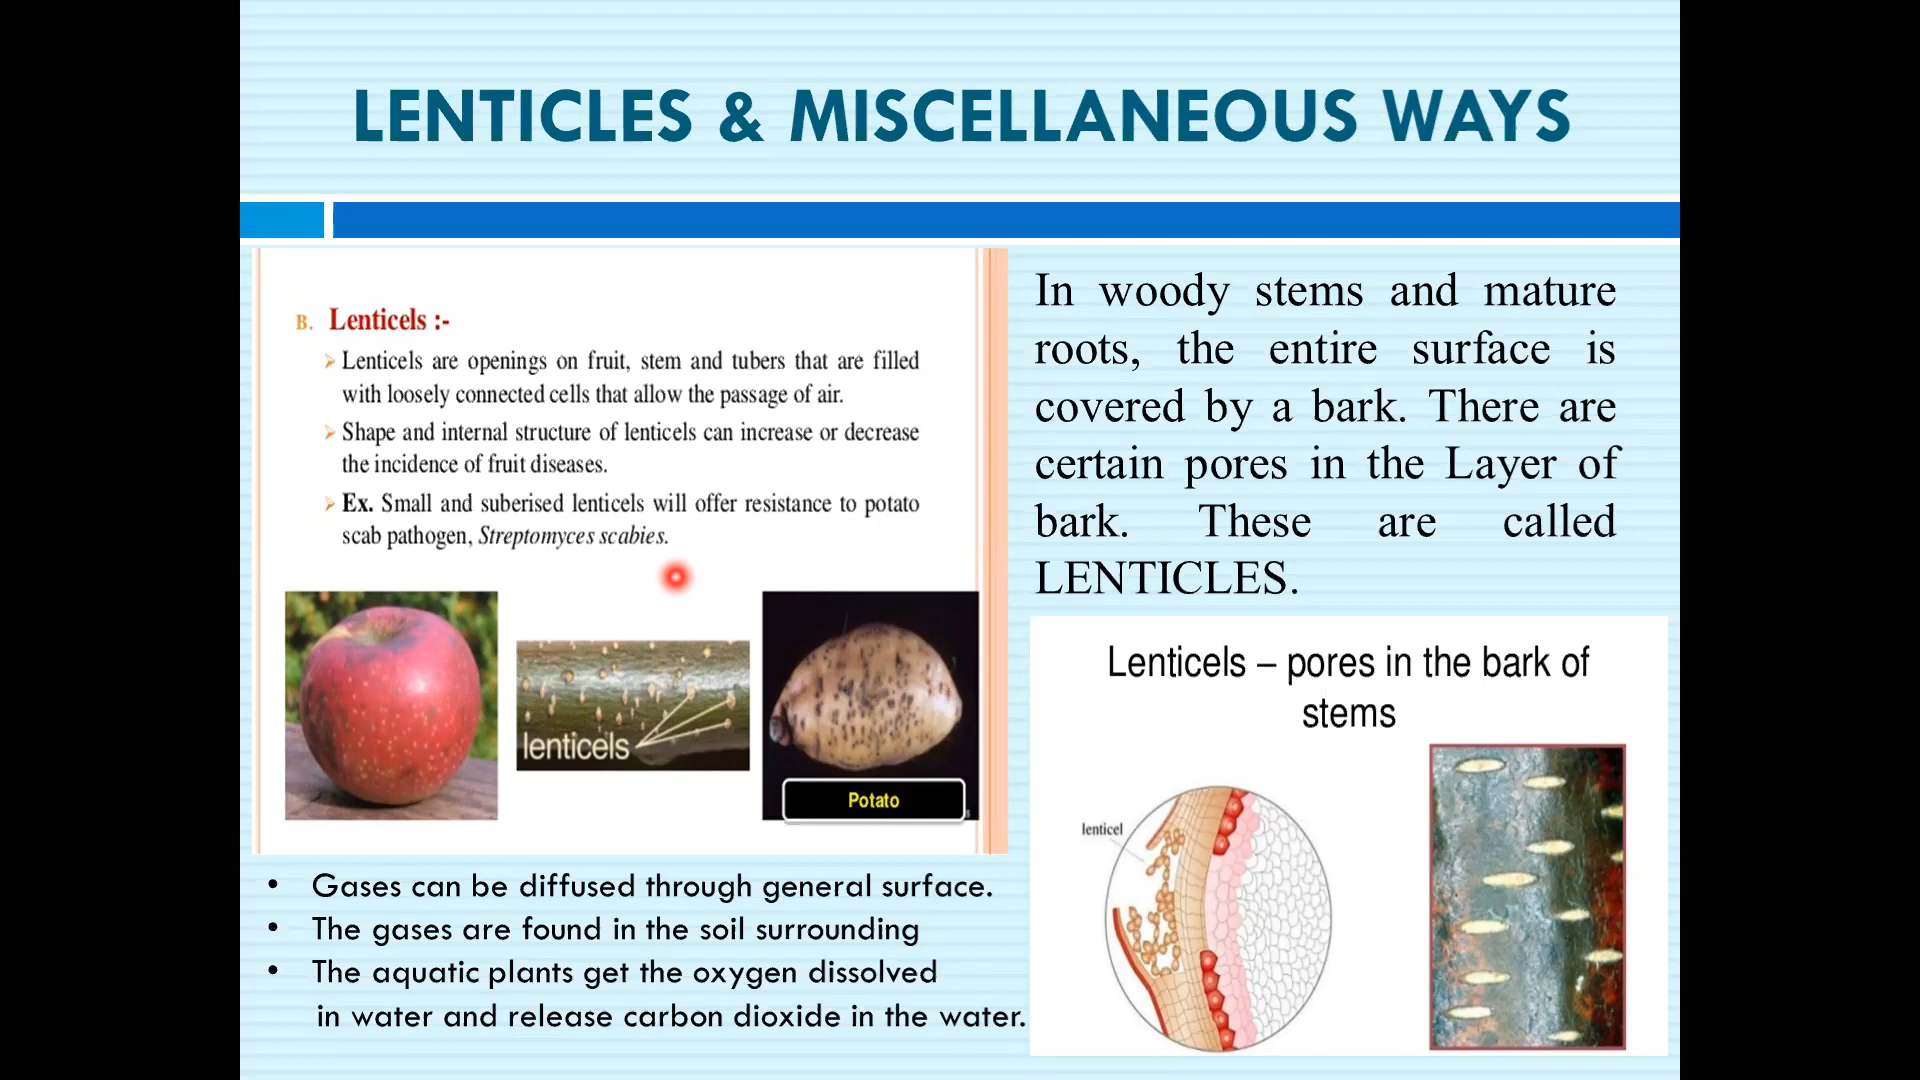 LENTICLES & MISCELLANEOUS WAYS
B. Lenticels :-
➢ Lenticels are openings on fruit, stem and tubers that are filled
with loosely connected cells that allow the passage of air.
➢ Shape and internal structure of lenticels can increase or decrease
the incidence of fruit diseases.
➢ Ex. Small and suberised lenticels will offer resistance to potato
scab pathogen, Streptomyces scabies.
lenticels
Potato
In woody stems and mature
roots, the entire surface is
covered by a bark. There are
certain pores in the Layer of
bark. These are called
LENTICLES.
Lenticels – pores in the bark of
stems
lenticel
• Gases can be diffused through general surface.
• The gases are found in the soil surrounding
• The aquatic plants get the oxygen dissolved
in water and release carbon dioxide in the water.